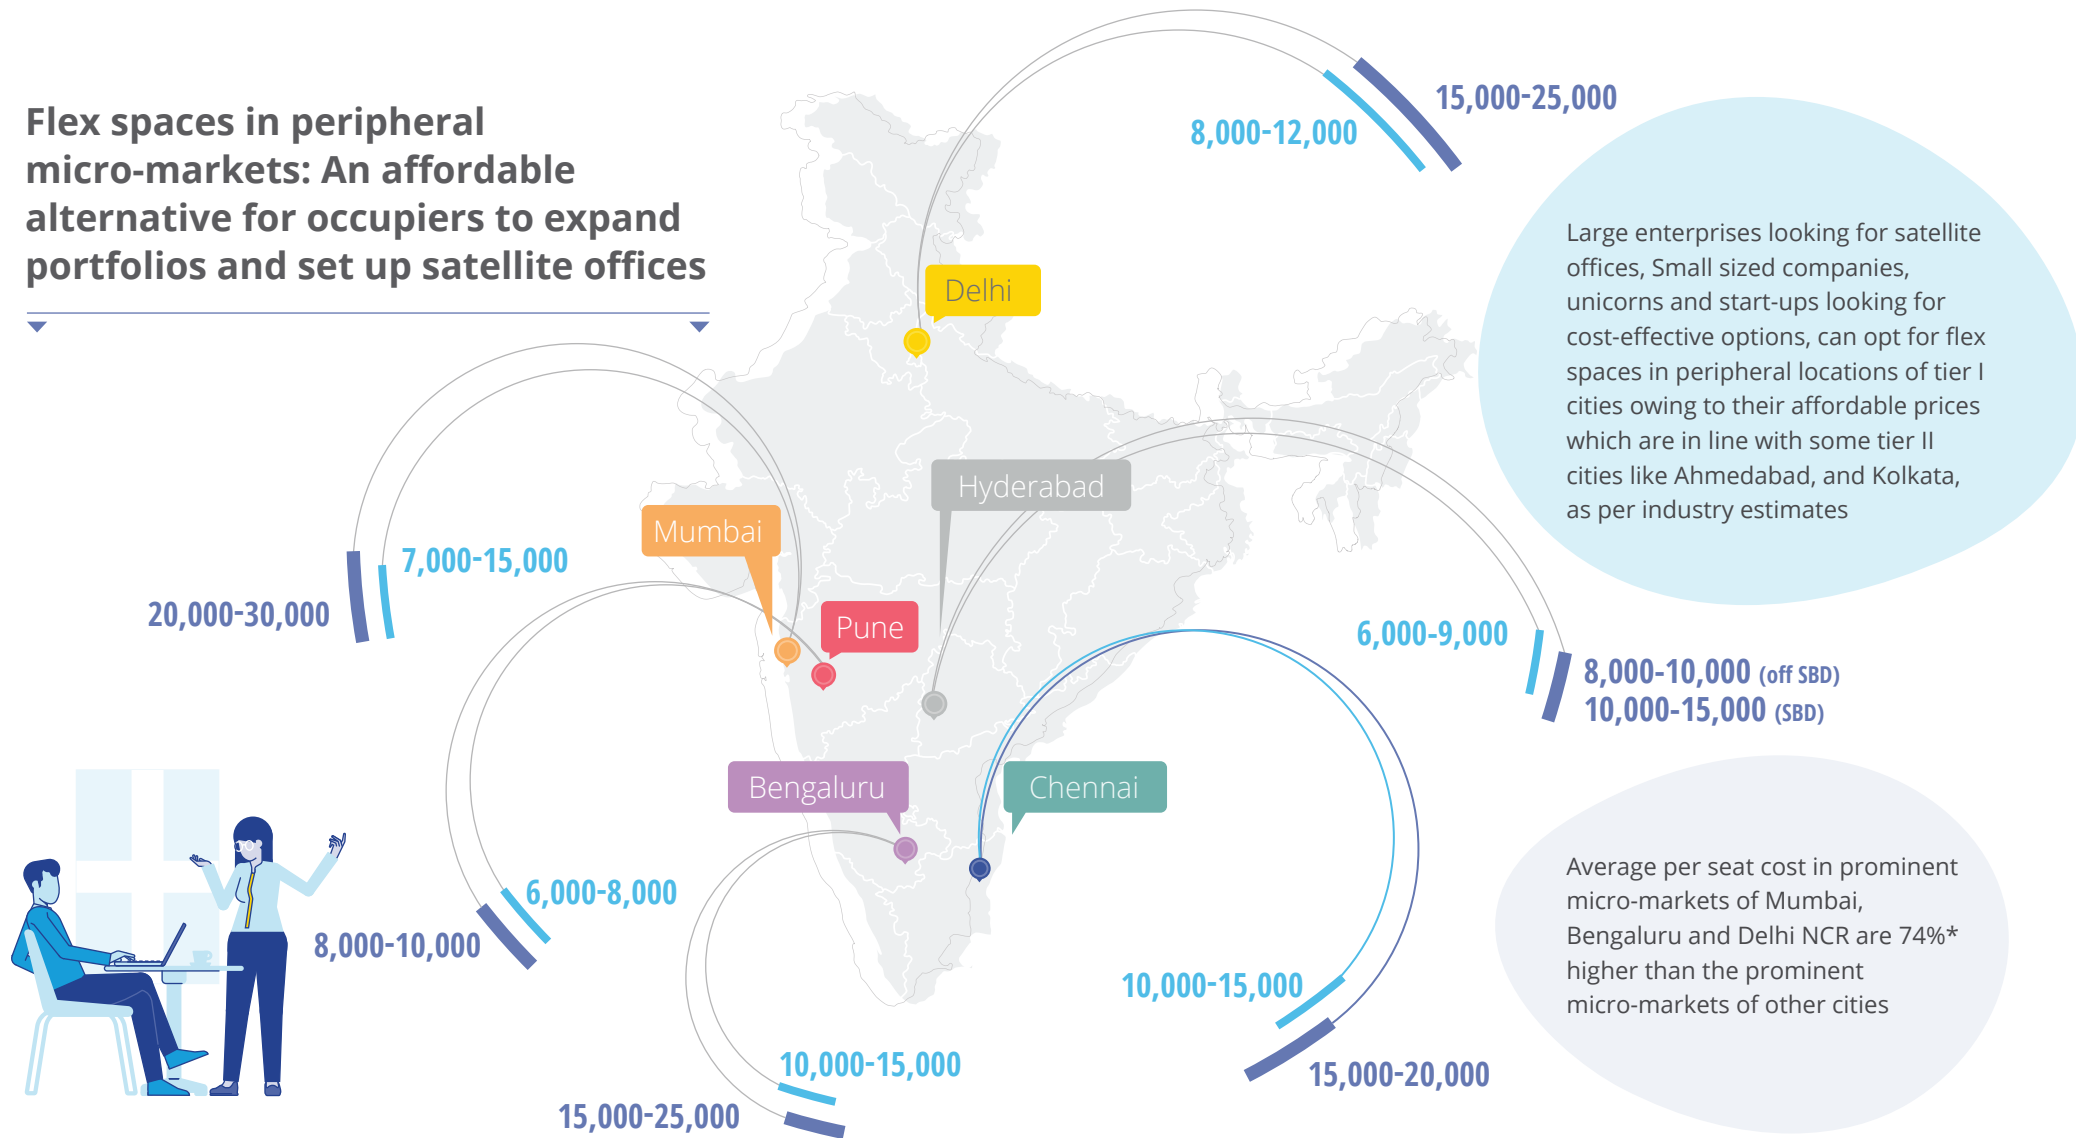 Flex spaces in peripheral
micro-markets: An affordable
alternative for occupiers to expand
portfolios and set up satellite offices
15,000-25,000
8,000-12,000
Delhi
Large enterprises looking for satellite
offices, Small sized companies,
unicorns and start-ups looking for
cost-effective options, can opt for flex
spaces in peripheral locations of tier I
cities owing to their affordable prices
which are in line with some tier II
cities like Ahmedabad, and Kolkata,
as per industry estimates
Hyderabad
Mumbai
7,000-15,000
20,000-30,000
Pune
6,000-9,000
8,000-10,000 (off SBD)
10,000-15,000 (SBD)
Bengaluru
Chennai
6,000-8,000
8,000-10,000
Average per seat cost in prominent
micro-markets of Mumbai,
Bengaluru and Delhi NCR are 74%*
higher than the prominent
micro-markets of other cities
10,000-15,000
15,000-20,000
10,000-15,000
15,000-25,000